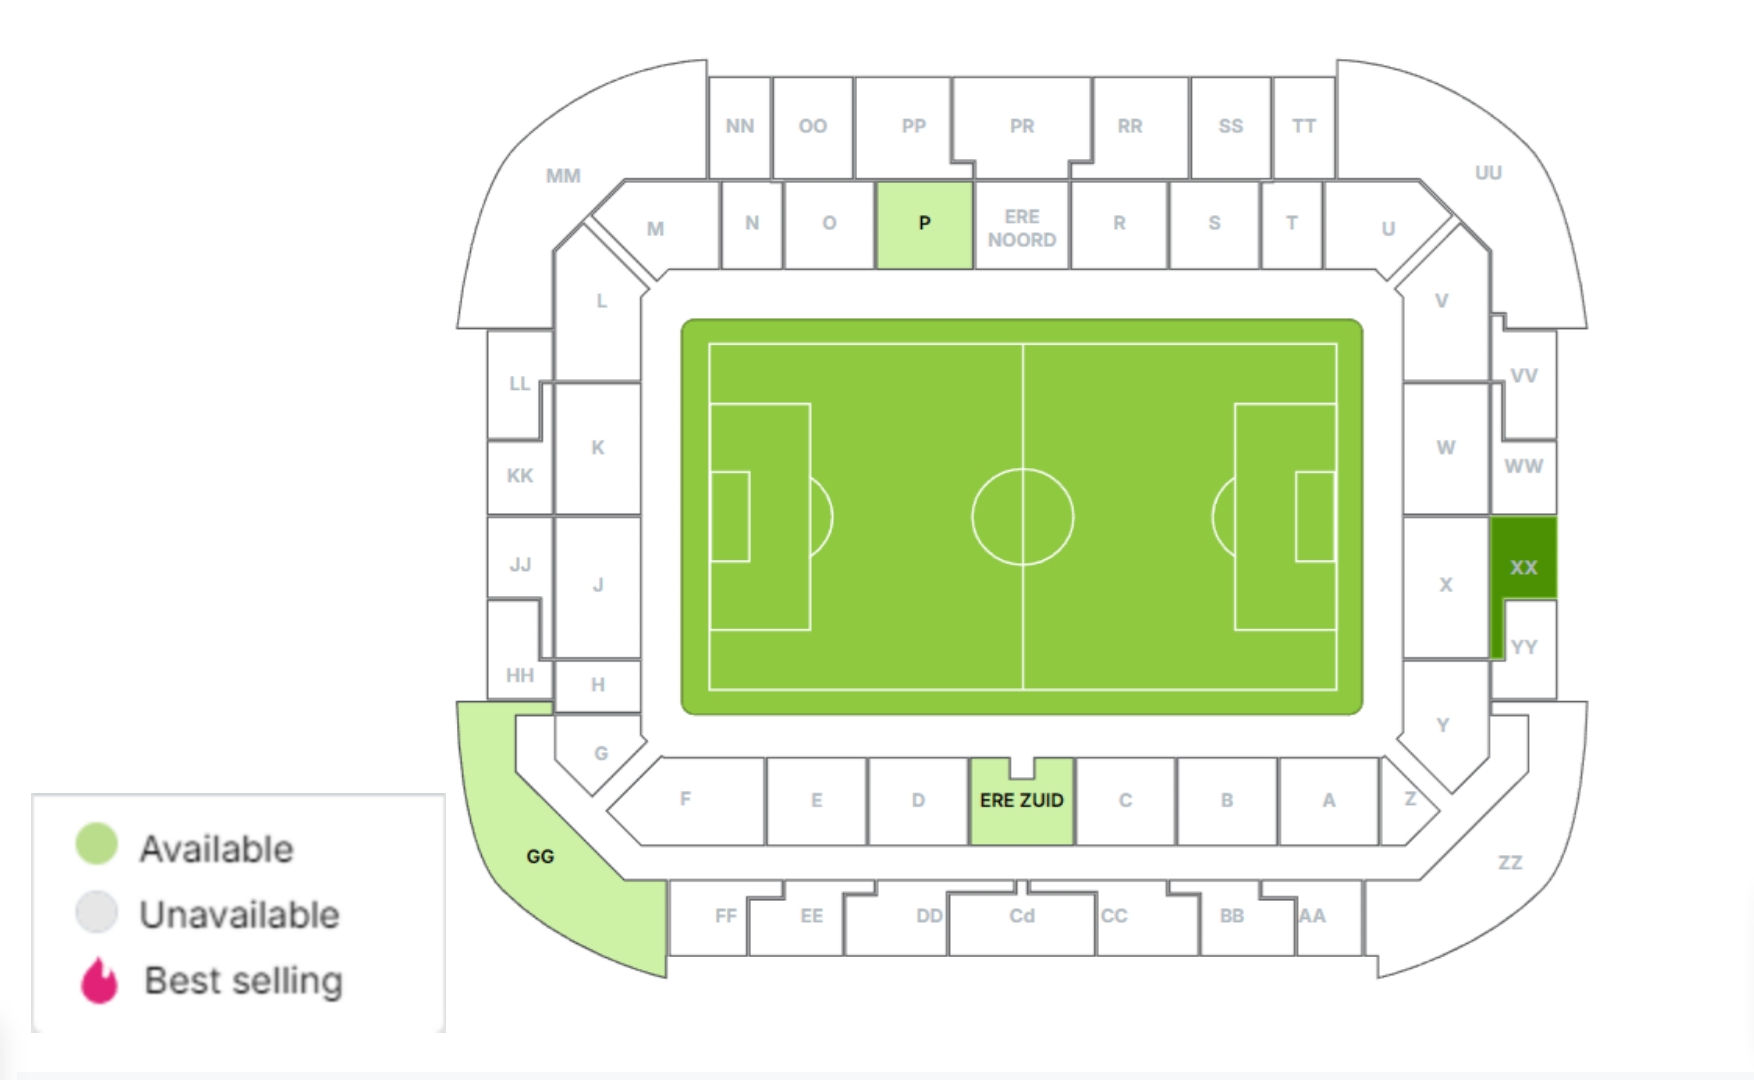 NN OO PP PR RR SS TT
MM
UU
M N O P ERE
NOORD R S T U
L
V
LL
VV
K
W
KK
WW
JJ
XX
J
X
YY
HH
H
Y
G
F E D ERE ZUID C B A Z
GG
ZZ
FF EE DD Cd CC BB AA
Available
Unavailable
Best selling